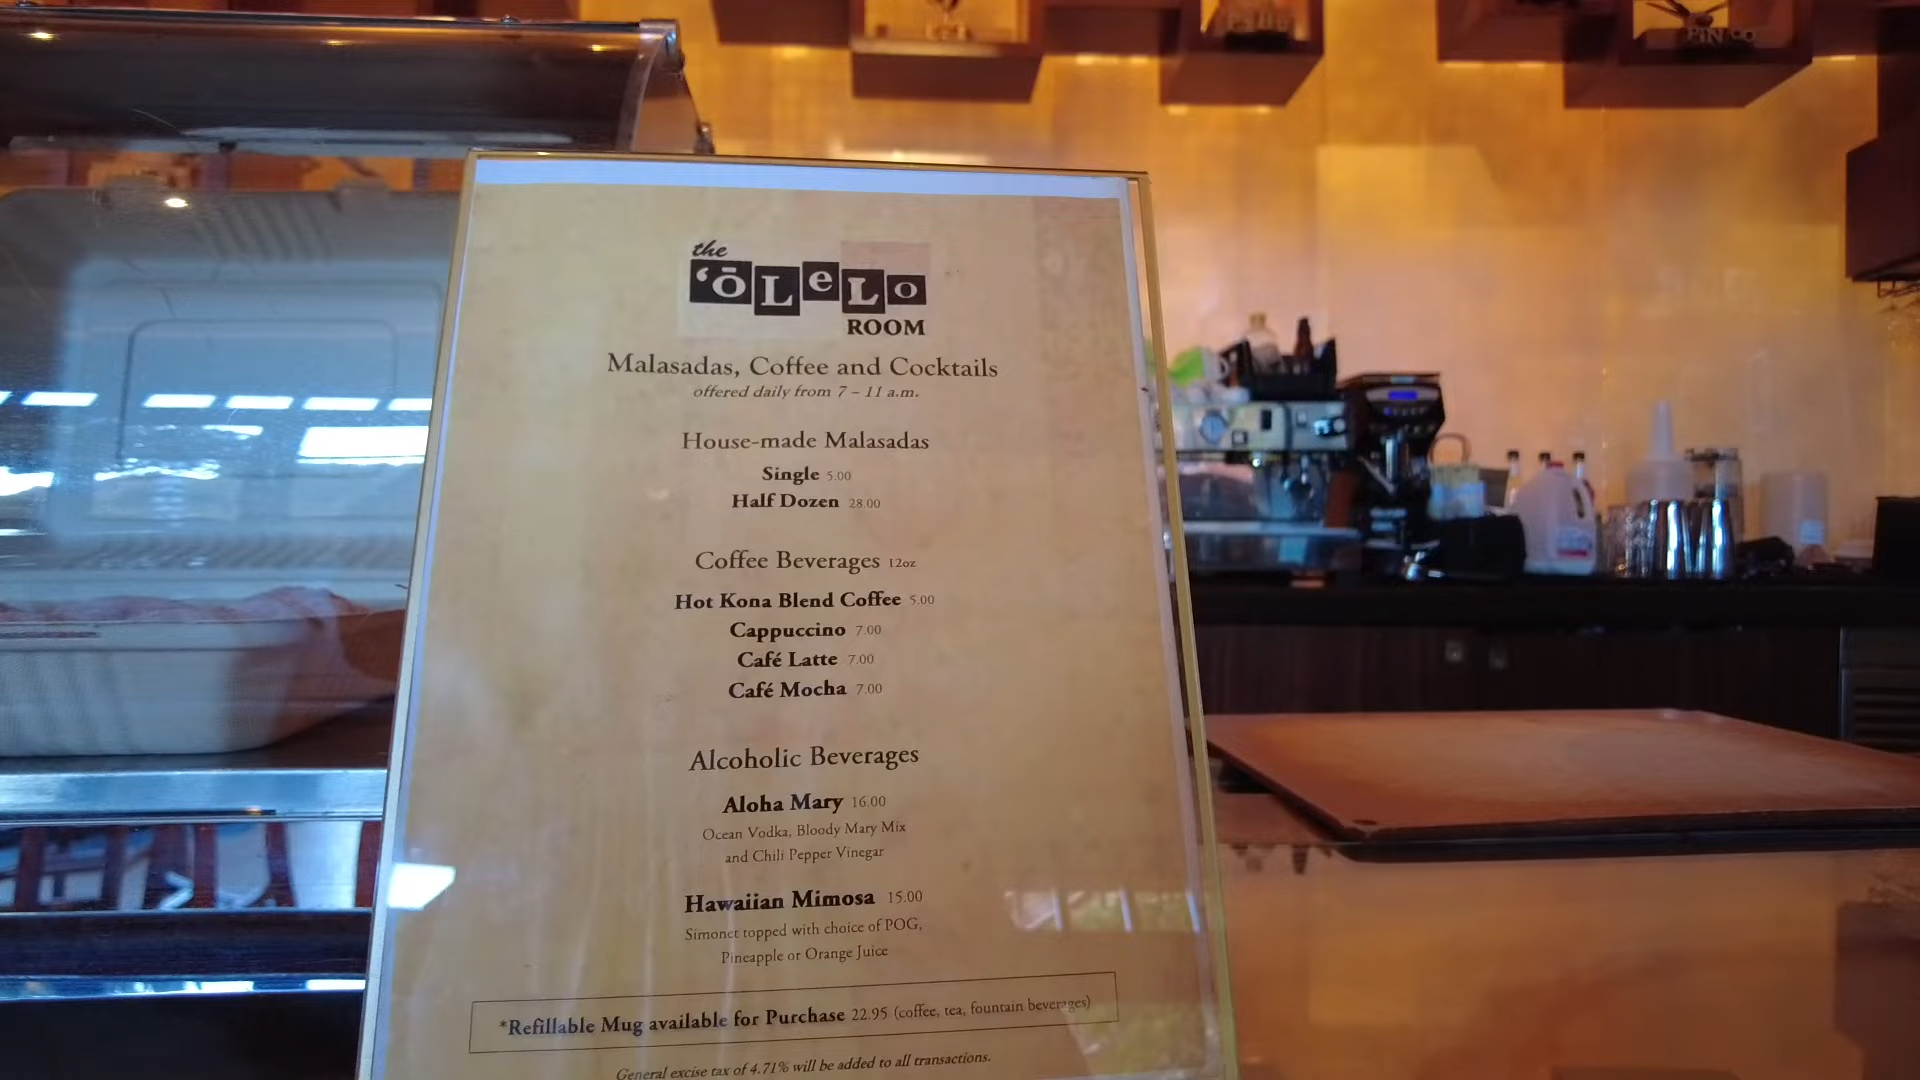 the
‘ŌLeLO
ROOM
Malasadas, Coffee and Cocktails
offered daily from 7 – 11 a.m.
House-made Malasadas
Single 5.00
Half Dozen 28.00
Coffee Beverages 12oz
Hot Kona Blend Coffee 5.00
Cappuccino 7.00
Café Latte 7.00
Café Mocha 7.00
Alcoholic Beverages
Aloha Mary 16.00
Ocean Vodka, Bloody Mary Mix
and Chili Pepper Vinegar
Hawaiian Mimosa 15.00
Simonet topped with choice of POG,
Pineapple or Orange Juice
*Refillable Mug available for Purchase 22.95 (coffee, tea, fountain beverages)
General excise tax of 4.71% will be added to all transactions.